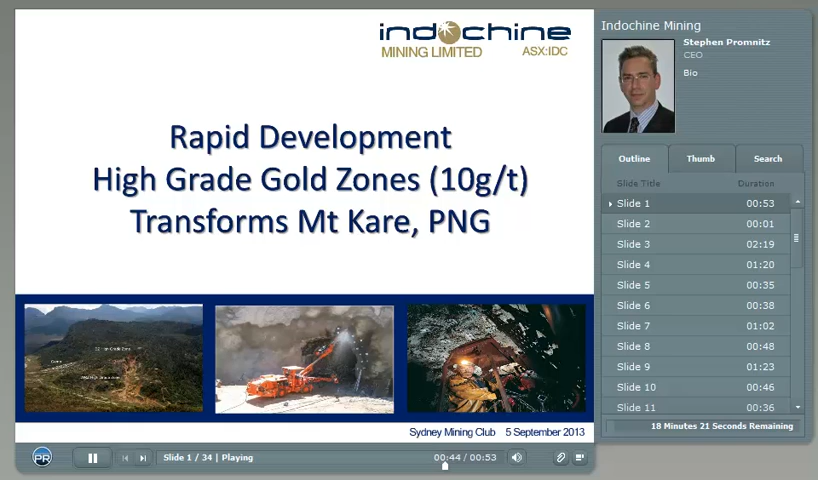 indochine
MINING LIMITED ASX:IDC
Rapid Development
High Grade Gold Zones (10g/t)
Transforms Mt Kare, PNG
Sydney Mining Club 5 September 2013
Indochine Mining
Stephen Promnitz
CEO
Bio
Outline Thumb Search
Slide Title Duration
Slide 1 00:53
Slide 2 00:01
Slide 3 02:19
Slide 4 01:20
Slide 5 00:35
Slide 6 00:38
Slide 7 01:02
Slide 8 00:48
Slide 9 01:23
Slide 10 00:46
Slide 11 00:36
18 Minutes 21 Seconds Remaining
PR
Slide 1 / 34 | Playing
00:44 / 00:53